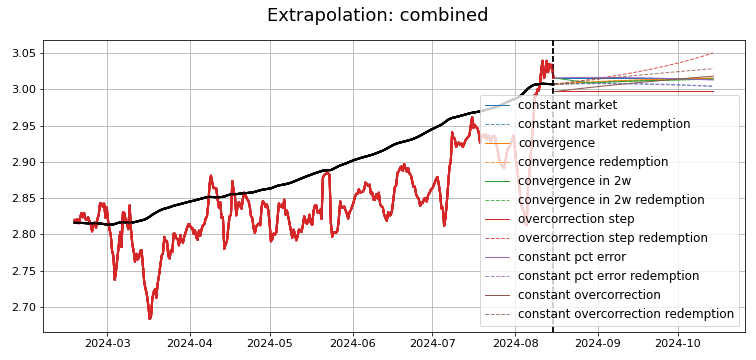 Extrapolation: combined
3.05
3.00
2.95
2.90
2.85
2.80
2.75
2.70
constant market
constant market redemption
convergence
convergence redemption
convergence in 2w
convergence in 2w redemption
overcorrection step
overcorrection step redemption
constant pct error
constant pct error redemption
constant overcorrection
constant overcorrection redemption
2024-03 2024-04 2024-05 2024-06 2024-07 2024-08 2024-09 2024-10